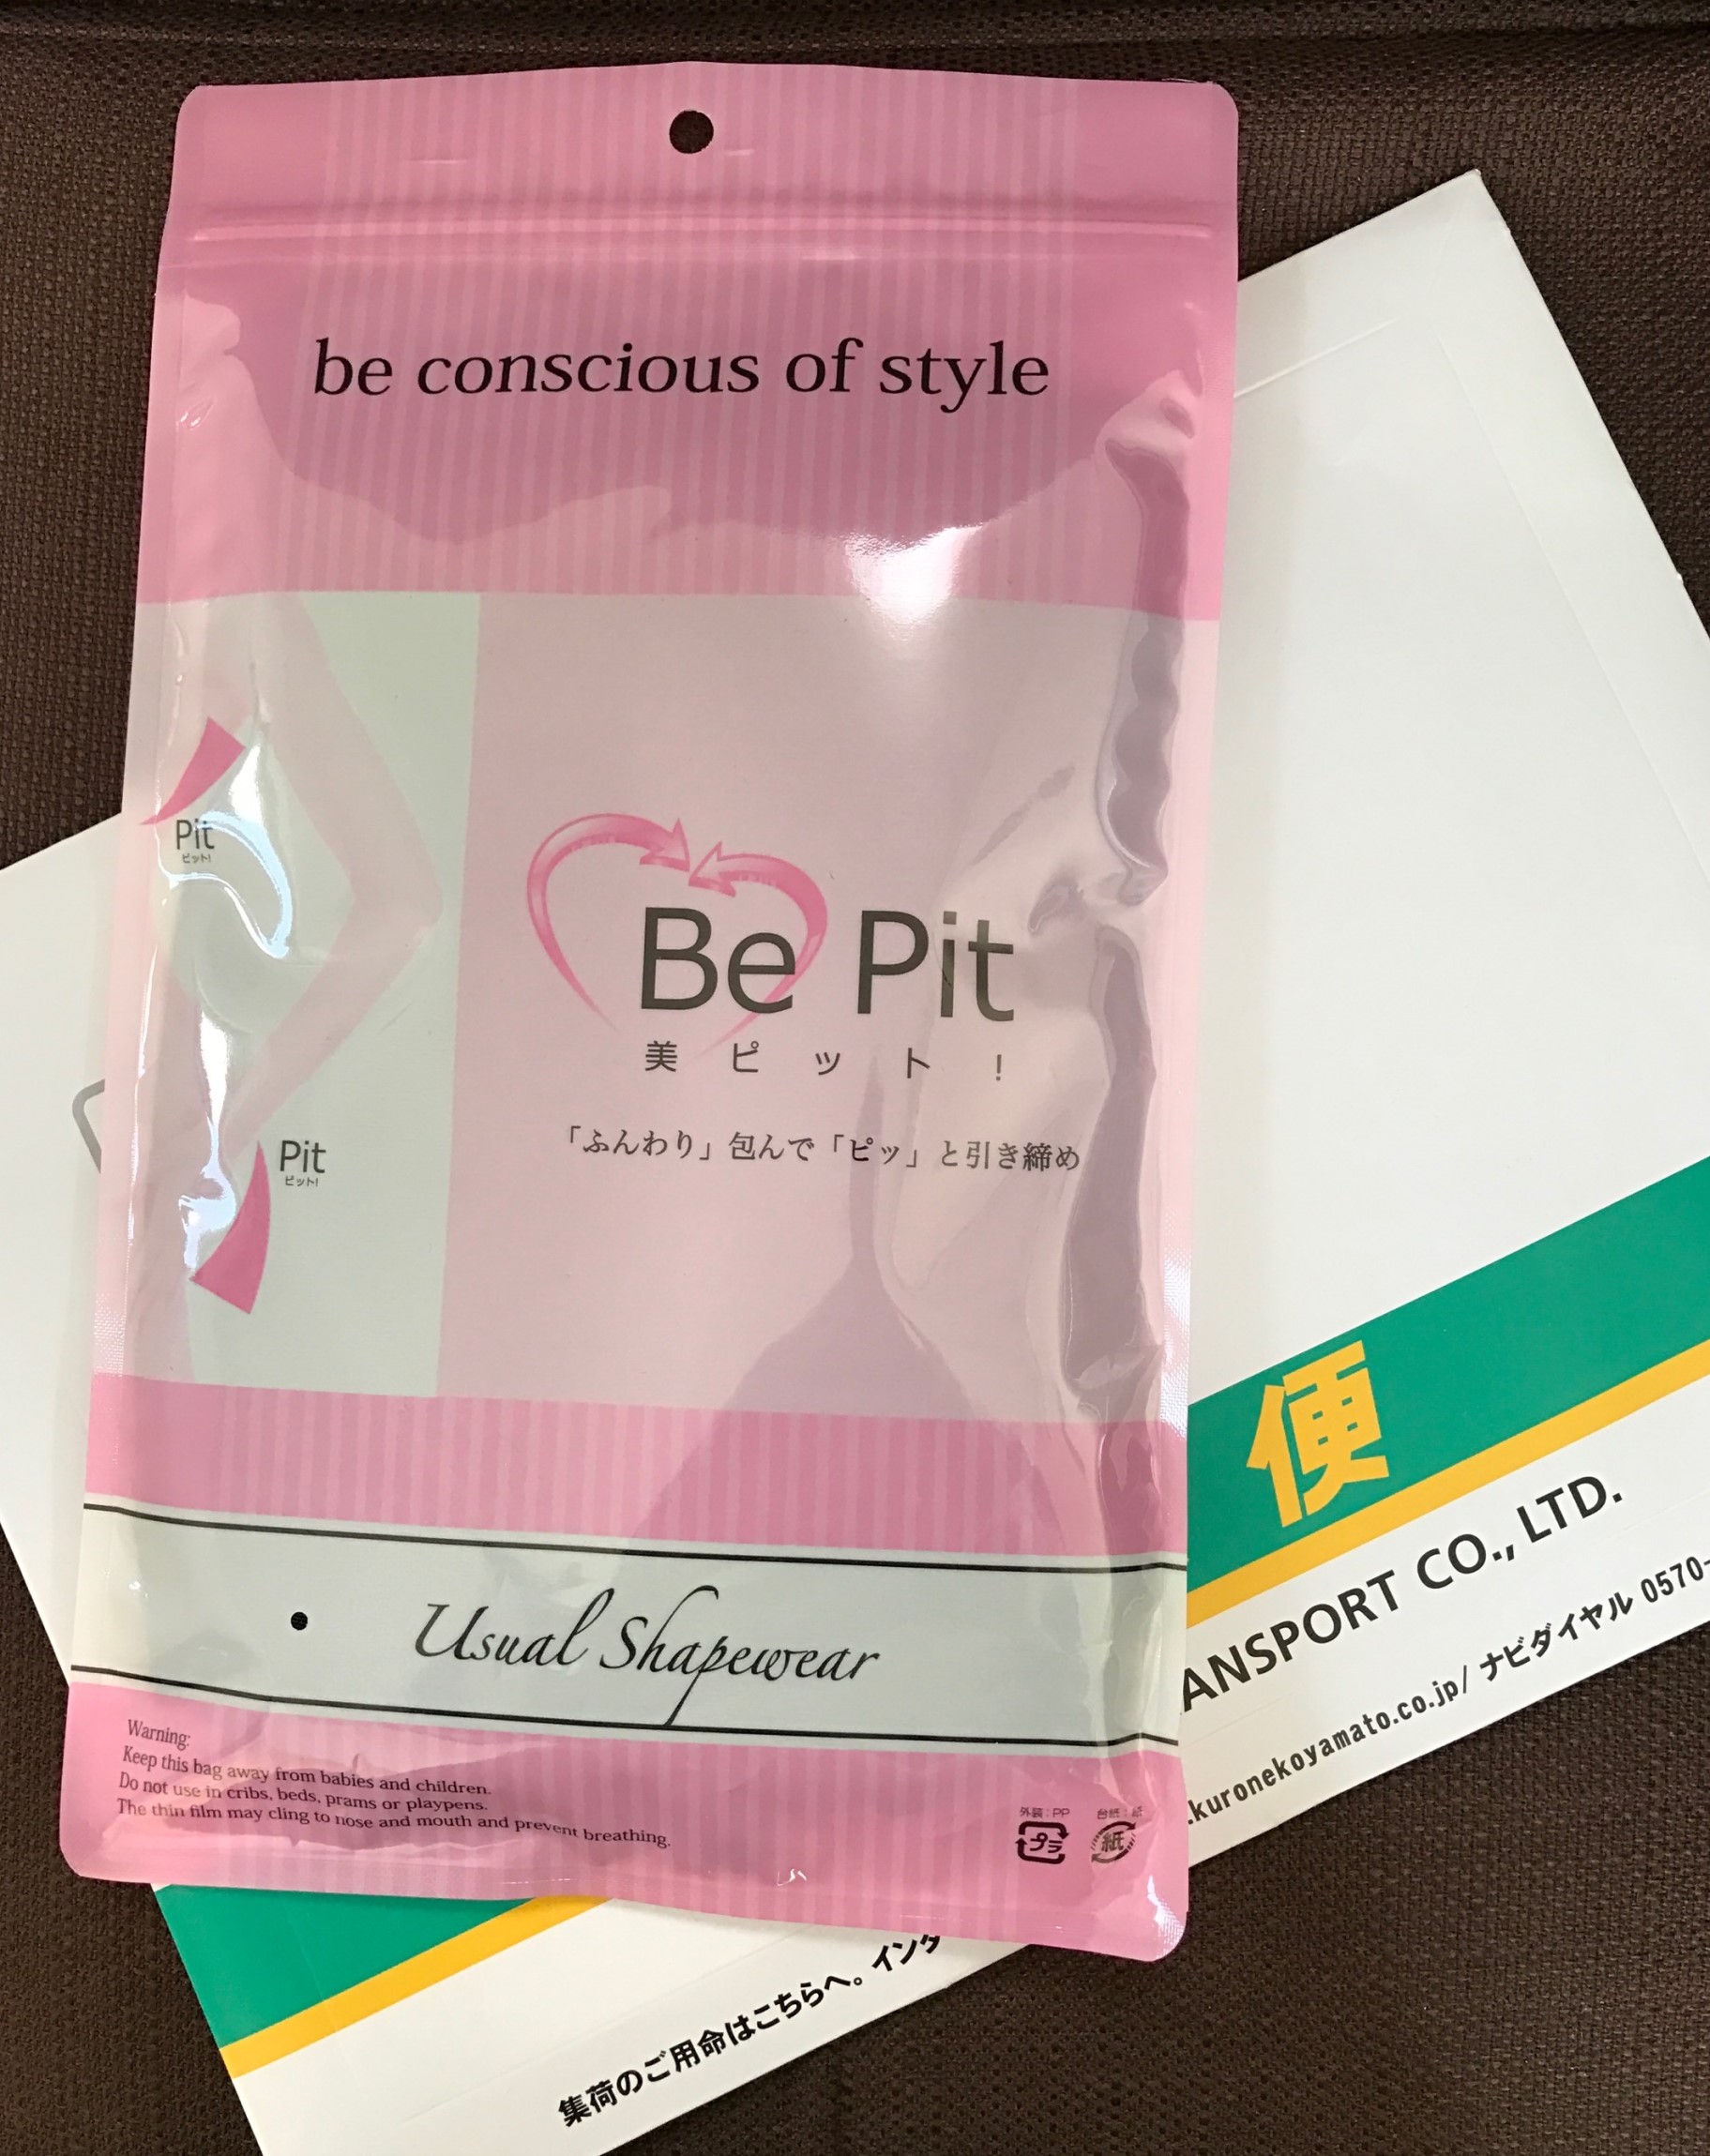 be conscious of style
Pit
ピット!
Be Pit
美ピット!
「ふんわり」包んで「ピッ」と引き締め
Pit
ピット!
Usual Shapewear
Warning:
Keep this bag away from babies and children.
Do not use in cribs, beds, prams or playpens.
The thin film may cling to nose and mouth and prevent breathing.
外装:PP
プラ
台紙:紙
紙
便
ANSPORT CO., LTD.
.kuronekoyamato.co.jp/ ナビダイヤル 0570-
集荷のご用命はこちらへ。インタ